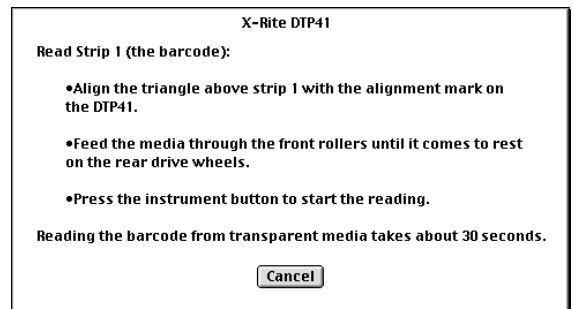 X-Rite DTP41
Read Strip 1 (the barcode):
•Align the triangle above strip 1 with the alignment mark on
the DTP41.
•Feed the media through the front rollers until it comes to rest
on the rear drive wheels.
•Press the instrument button to start the reading.
Reading the barcode from transparent media takes about 30 seconds.
Cancel